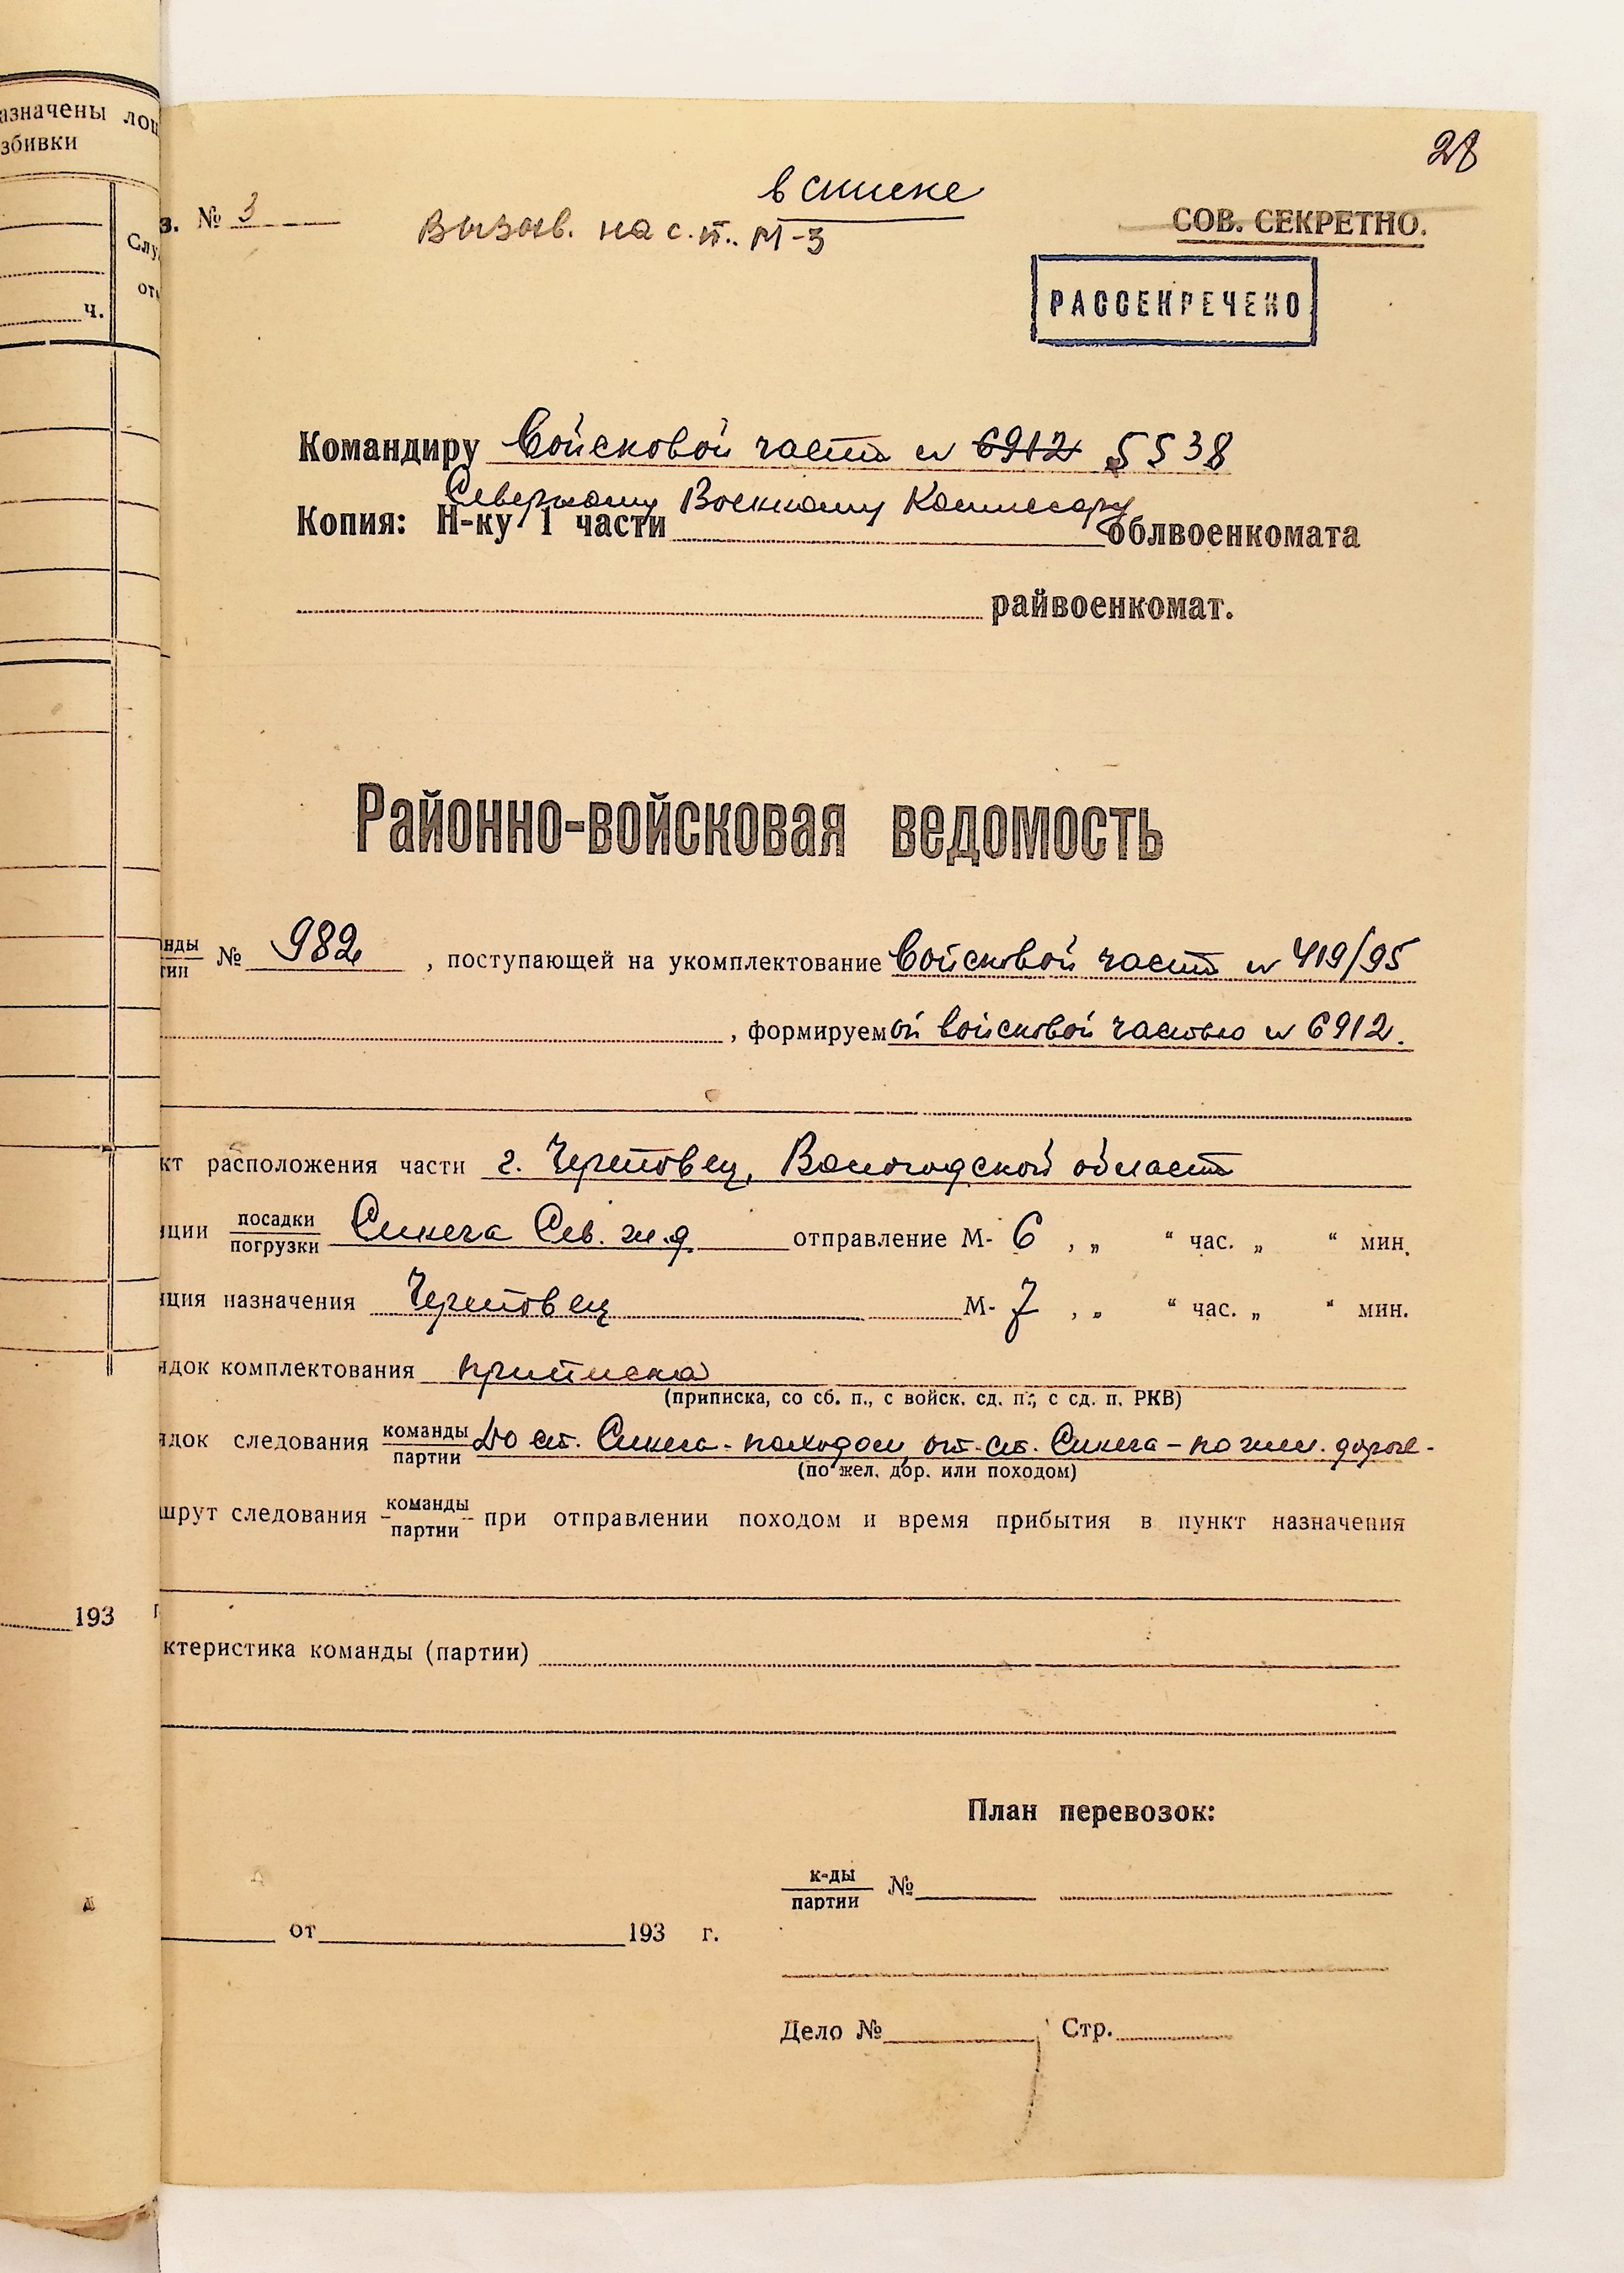 азначены лош
збивки
Слу
отп
ч.
193 г
28
в списке
з. № 3
Вызыв. на с.п. М-3
СОВ. СЕКРЕТНО.
РАССЕКРЕЧЕНО
Командиру Войсковой части № 6912 5538
Северному Военному Комиссару
Копия: Н-ку 1 части облвоенкомата
райвоенкомат.
Районно-войсковая ведомость
нды
тии № 982 , поступающей на укомплектование Войсковой части № 419/95
, формируемой войсковой частью № 6912.
кт расположения части г. Череповец, Вологодской области
нции посадки
погрузки Синега Сев. ж.д. отправление М- 6 , „ “ час. „ “ мин.
нция назначения Череповец М- 7 , „ “ час. „ “ мин.
ядок комплектования приписка
(приписка, со сб. п., с войск. сд. п., с сд. п. РКВ)
ядок следования команды
партии До ст. Синега - походом, от ст. Синега - по жел. дороге-
(по жел. дор. или походом)
шрут следования команды
партии при отправлении походом и время прибытия в пункт назначения
ктеристика команды (партии)
План перевозок:
к-ды
партии №
от 193 г.
Дело № Стр.